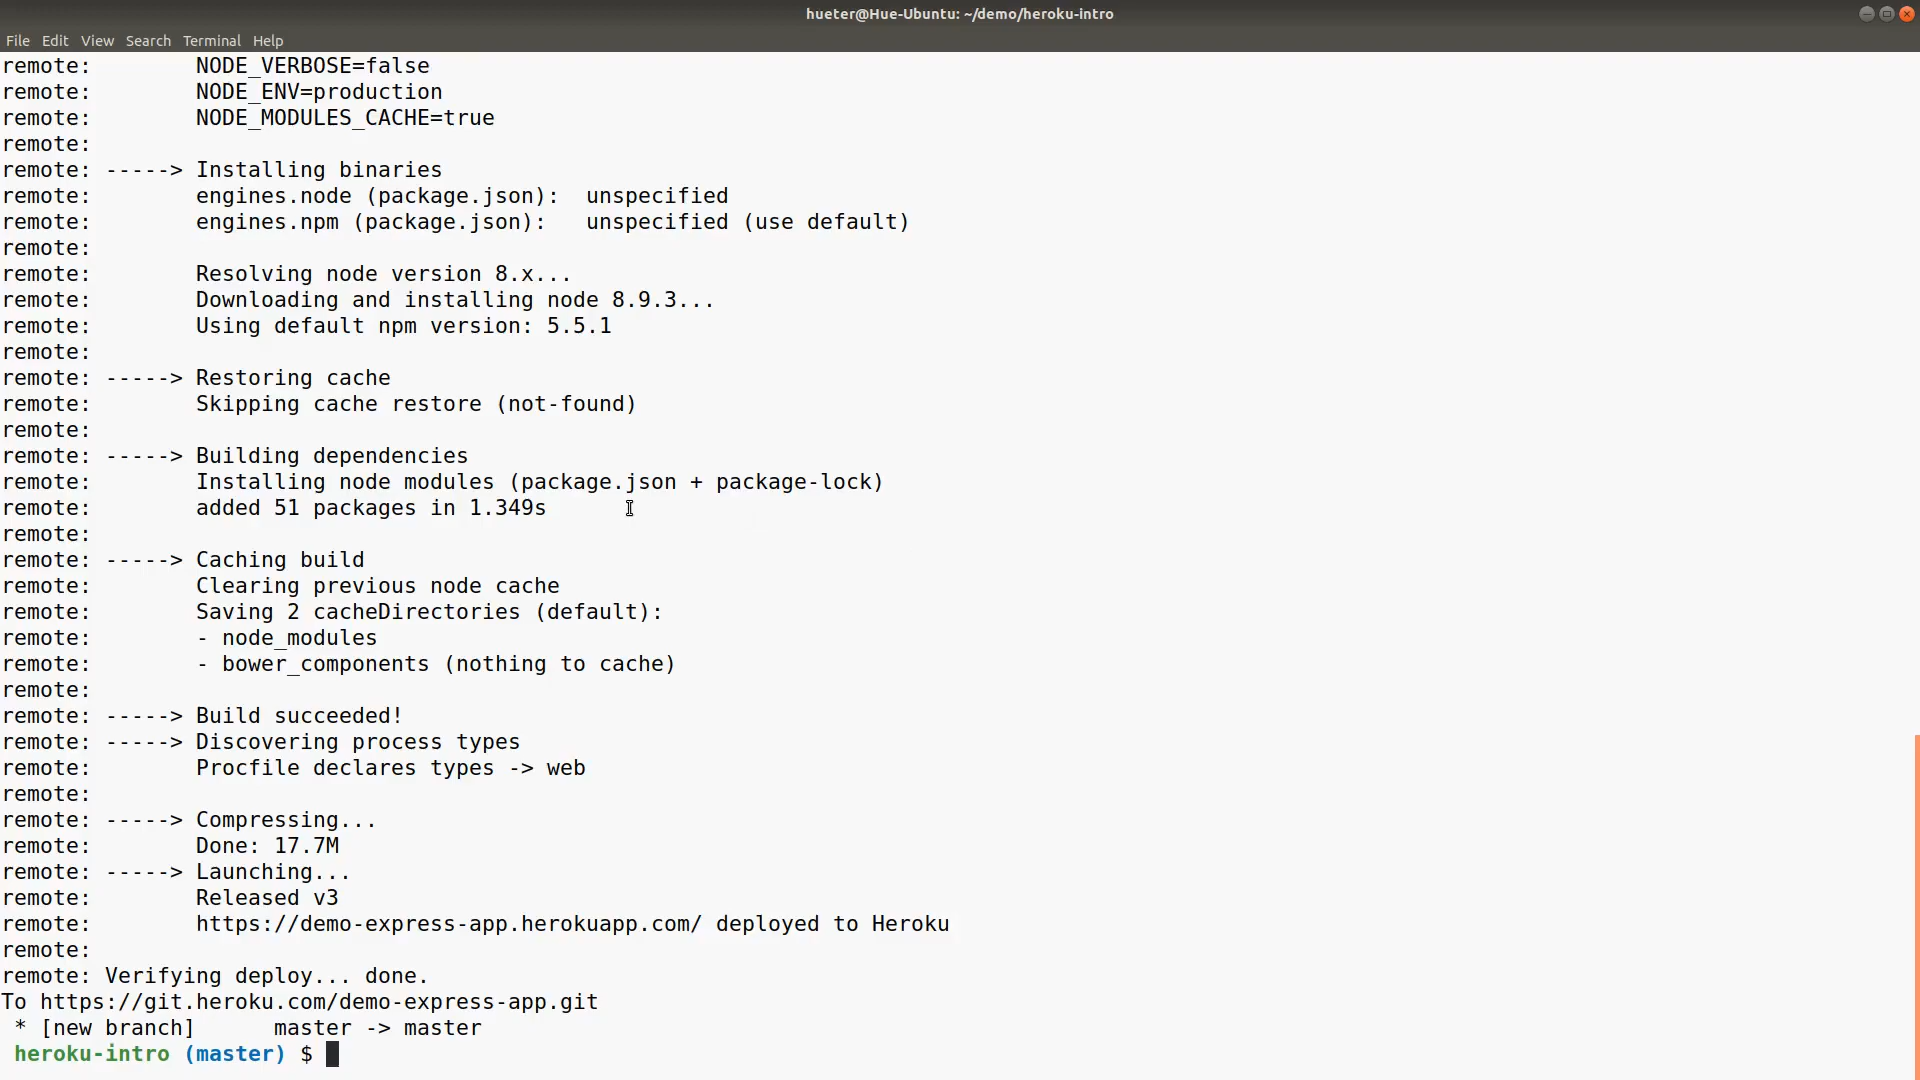 hueter@Hue-Ubuntu: ~/demo/heroku-intro
File Edit View Search Terminal Help
remote:        NODE_VERBOSE=false
remote:        NODE_ENV=production
remote:        NODE_MODULES_CACHE=true
remote:
remote: -----> Installing binaries
remote:        engines.node (package.json):  unspecified
remote:        engines.npm (package.json):   unspecified (use default)
remote:
remote:        Resolving node version 8.x...
remote:        Downloading and installing node 8.9.3...
remote:        Using default npm version: 5.5.1
remote:
remote: -----> Restoring cache
remote:        Skipping cache restore (not-found)
remote:
remote: -----> Building dependencies
remote:        Installing node modules (package.json + package-lock)
remote:        added 51 packages in 1.349s
remote:
remote: -----> Caching build
remote:        Clearing previous node cache
remote:        Saving 2 cacheDirectories (default):
remote:        - node_modules
remote:        - bower_components (nothing to cache)
remote:
remote: -----> Build succeeded!
remote: -----> Discovering process types
remote:        Procfile declares types -> web
remote:
remote: -----> Compressing...
remote:        Done: 17.7M
remote: -----> Launching...
remote:        Released v3
remote:        https://demo-express-app.herokuapp.com/ deployed to Heroku
remote:
remote: Verifying deploy... done.
To https://git.heroku.com/demo-express-app.git
 * [new branch]      master -> master
 heroku-intro (master) $